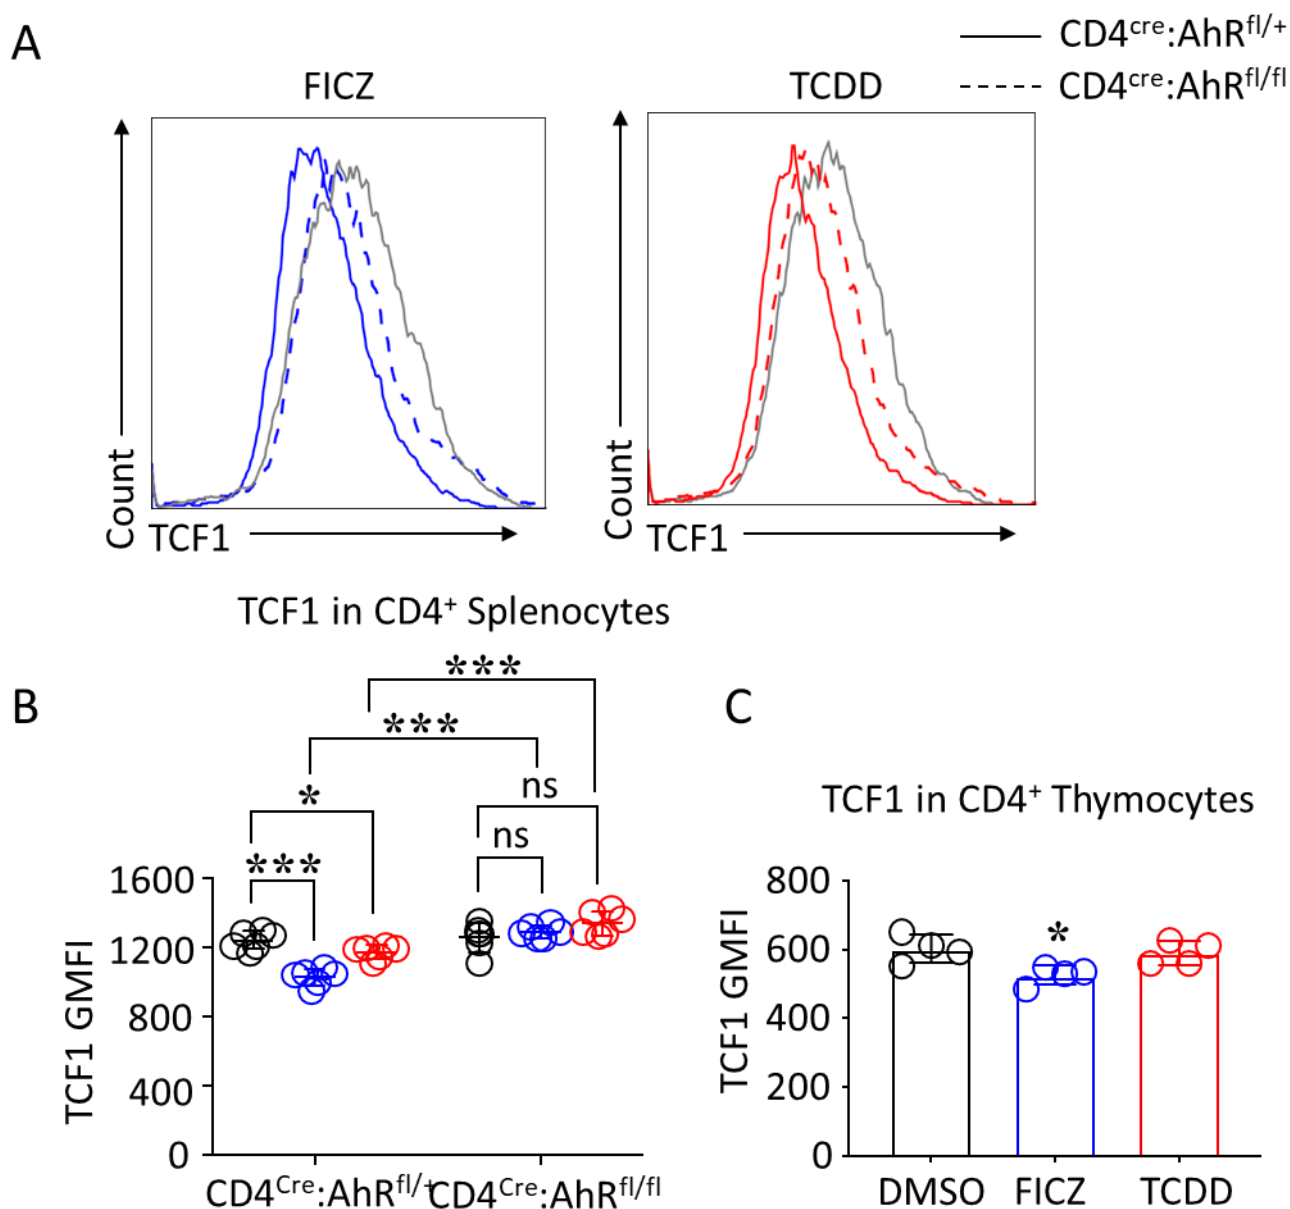 A
CD4cre:AhRfl/+
CD4cre:AhRfl/fl
FICZ
TCDD
Count
TCF1
Count
TCF1
TCF1 in CD4+ Splenocytes
B
***
***
*
***
ns
ns
TCF1 GMFI
1600
1200
800
400
0
CD4Cre:AhRfl/+
CD4Cre:AhRfl/fl
C
TCF1 in CD4+ Thymocytes
*
TCF1 GMFI
800
600
400
200
0
DMSO FICZ TCDD